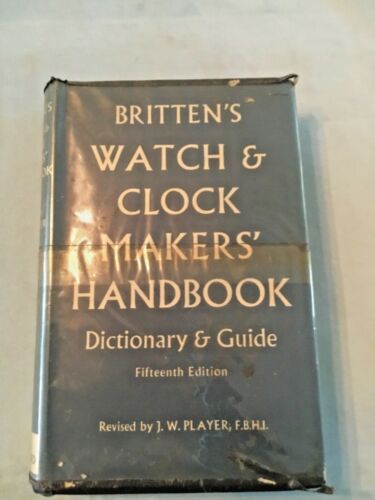 BRITTEN'S
WATCH &
CLOCK
MAKERS'
HANDBOOK
Dictionary & Guide
Fifteenth Edition
Revised by J. W. PLAYER, F.B.H.I.